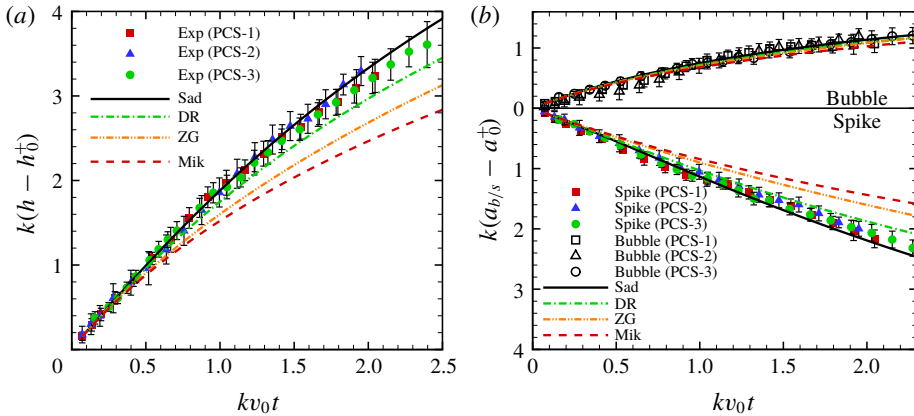 (a)
4
3
2
1
0
0.5
1.0
1.5
2.0
2.5
k(h − h₀⁺)
kv₀t
Exp (PCS-1)
Exp (PCS-2)
Exp (PCS-3)
Sad
DR
ZG
Mik
(b)
1
0
1
2
3
4
0
0.5
1.0
1.5
2.0
k(a_{b/s} − a₀⁺)
kv₀t
Bubble
Spike
Spike (PCS-1)
Spike (PCS-2)
Spike (PCS-3)
Bubble (PCS-1)
Bubble (PCS-2)
Bubble (PCS-3)
Sad
DR
ZG
Mik